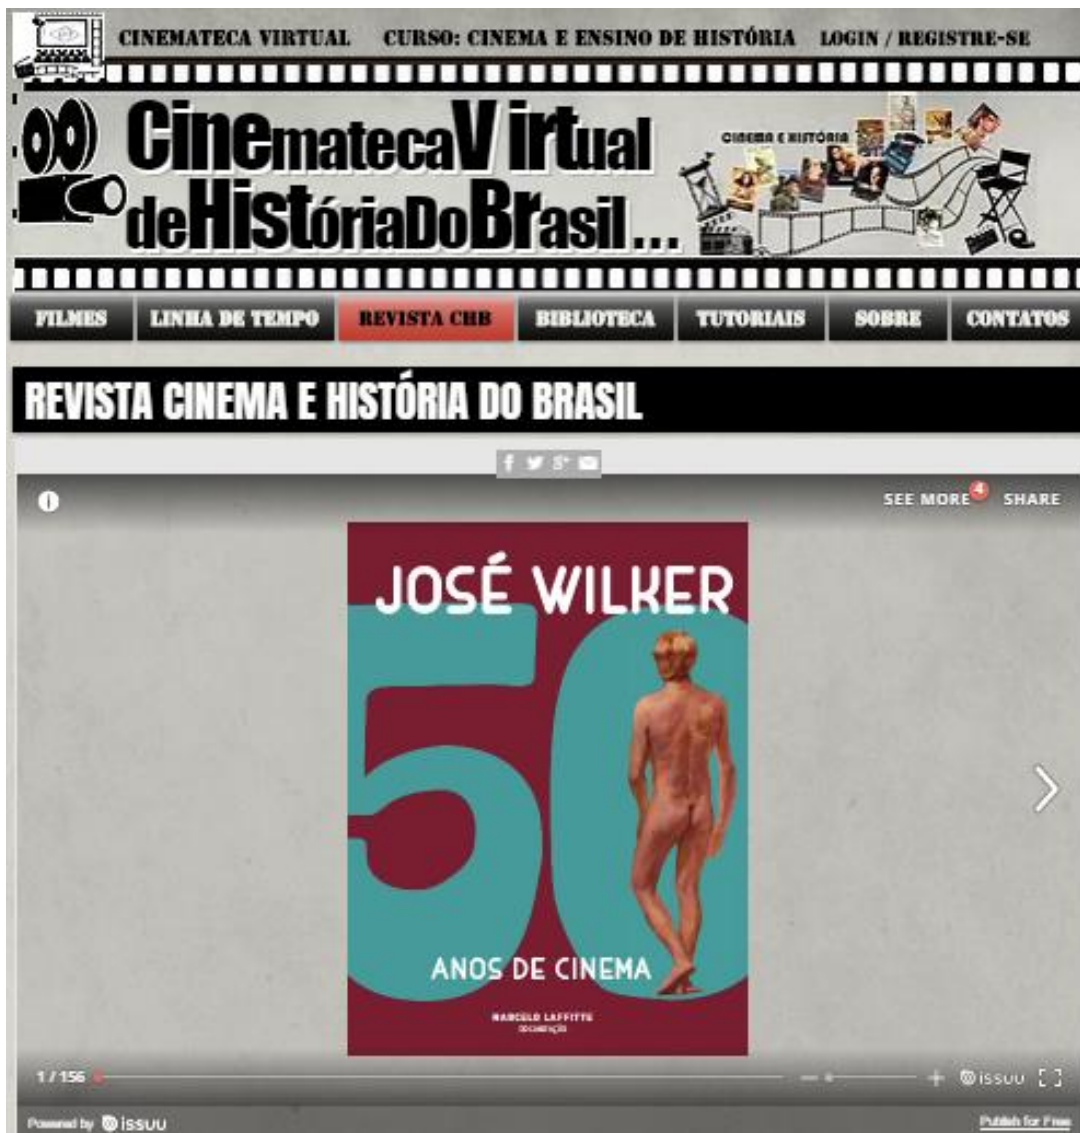 CINEMATECA VIRTUAL CURSO: CINEMA E ENSINO DE HISTÓRIA LOGIN / REGISTRE-SE
CinematecaVirtual
deHistóriaDoBrasil...
CINEMA E HISTÓRIA
FILMES LINHA DE TEMPO REVISTA CHB BIBLIOTECA TUTORIAIS SOBRE CONTATOS
REVISTA CINEMA E HISTÓRIA DO BRASIL
SEE MORE 4 SHARE
JOSÉ WILKER
50
ANOS DE CINEMA
MARCELO LAFFITTE
1 / 156 issuu
Powered by issuu Publish for Free